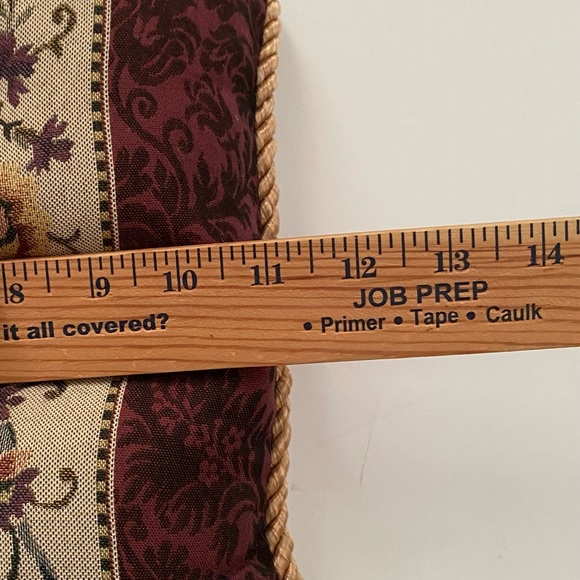 8 9 10 11 12 13 14
JOB PREP
it all covered? • Primer • Tape • Caulk